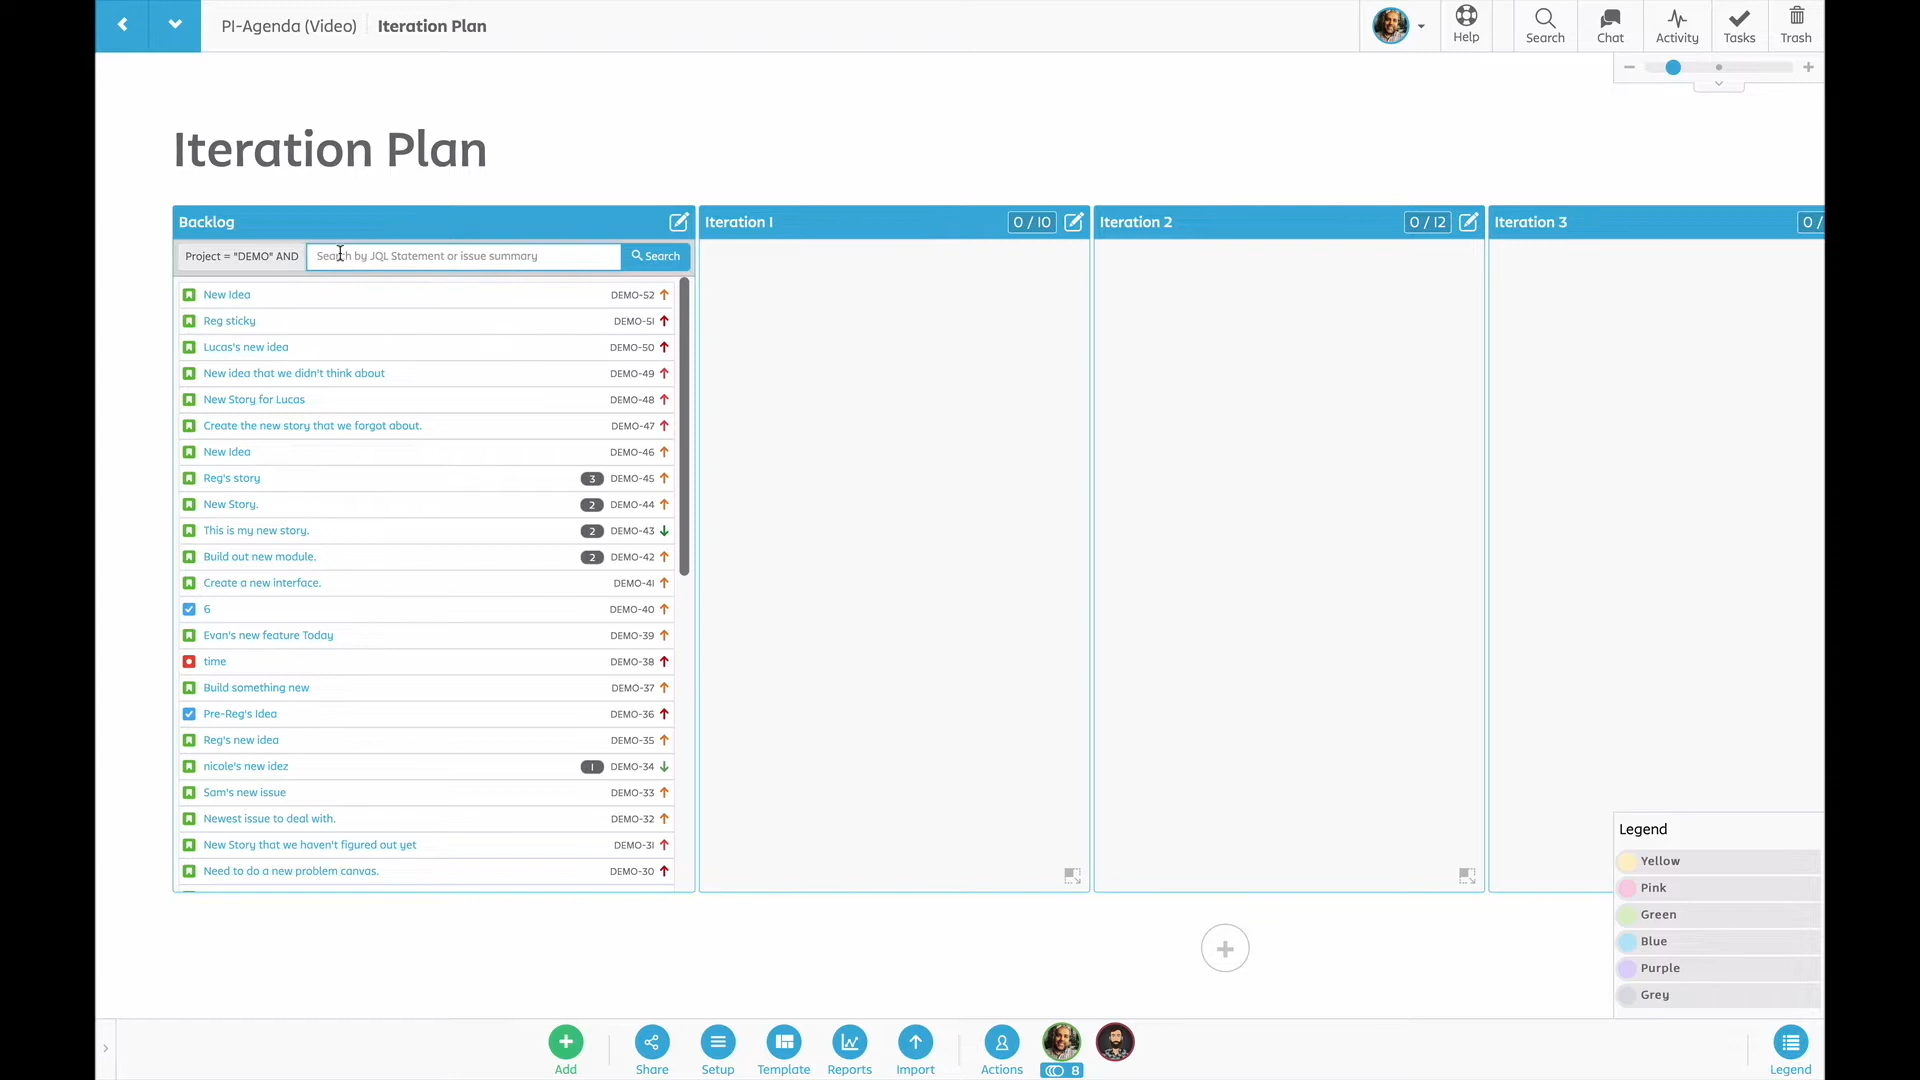 PI-Agenda (Video) Iteration Plan
Help
Search
Chat
Activity
Tasks
Trash
Iteration Plan
Backlog
Project = "DEMO" AND
Search by JQL Statement or issue summary
Search
New Idea DEMO-52
Reg sticky DEMO-51
Lucas's new idea DEMO-50
New idea that we didn't think about DEMO-49
New Story for Lucas DEMO-48
Create the new story that we forgot about. DEMO-47
New Idea DEMO-46
Reg's story 3 DEMO-45
New Story. 2 DEMO-44
This is my new story. 2 DEMO-43
Build out new module. 2 DEMO-42
Create a new interface. DEMO-41
6 DEMO-40
Evan's new feature Today DEMO-39
time DEMO-38
Build something new DEMO-37
Pre-Reg's Idea DEMO-36
Reg's new idea DEMO-35
nicole's new idez 1 DEMO-34
Sam's new issue DEMO-33
Newest issue to deal with. DEMO-32
New Story that we haven't figured out yet DEMO-31
Need to do a new problem canvas. DEMO-30
Iteration 1 0 / 10
Iteration 2 0 / 12
Iteration 3 0 /
Legend
Yellow
Pink
Green
Blue
Purple
Grey
Add
Share
Setup
Template
Reports
Import
Actions
8
Legend